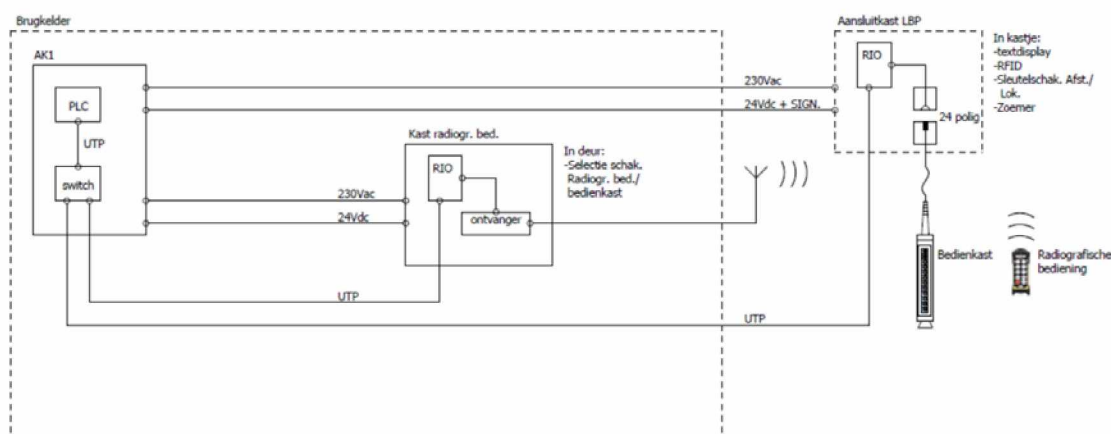 Brugkelder
Aansluitkast LBP
AK1
PLC
UTP
switch
230Vac
24Vdc + SIGN.
RIO
24 polig
In kastje:
-textdisplay
-RFID
-Sleutelschak. Afst./
Lok.
-Zoemer
Kast radiogr. bed.
RIO
ontvanger
In deur:
-Selectie schak.
Radiogr. bed./
bedienkast
230Vac
24Vdc
Bedienkast
Radiografische
bediening
UTP
UTP